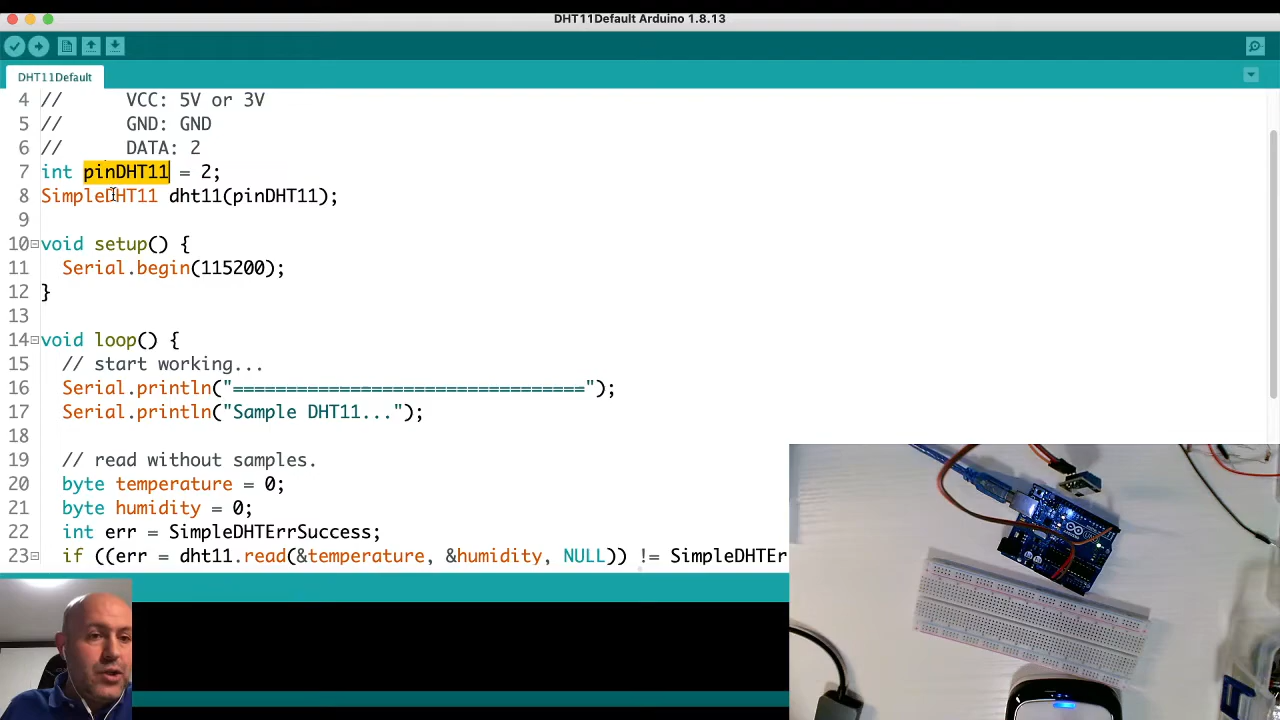 DHT11Default Arduino 1.8.13
DHT11Default
4 // VCC: 5V or 3V
5 // GND: GND
6 // DATA: 2
7 int pinDHT11 = 2;
8 SimpleDHT11 dht11(pinDHT11);
9
10 void setup() {
11 Serial.begin(115200);
12 }
13
14 void loop() {
15 // start working...
16 Serial.println("=================================");
17 Serial.println("Sample DHT11...");
18
19 // read without samples.
20 byte temperature = 0;
21 byte humidity = 0;
22 int err = SimpleDHTErrSuccess;
23 if ((err = dht11.read(&temperature, &humidity, NULL)) != SimpleDHTEr